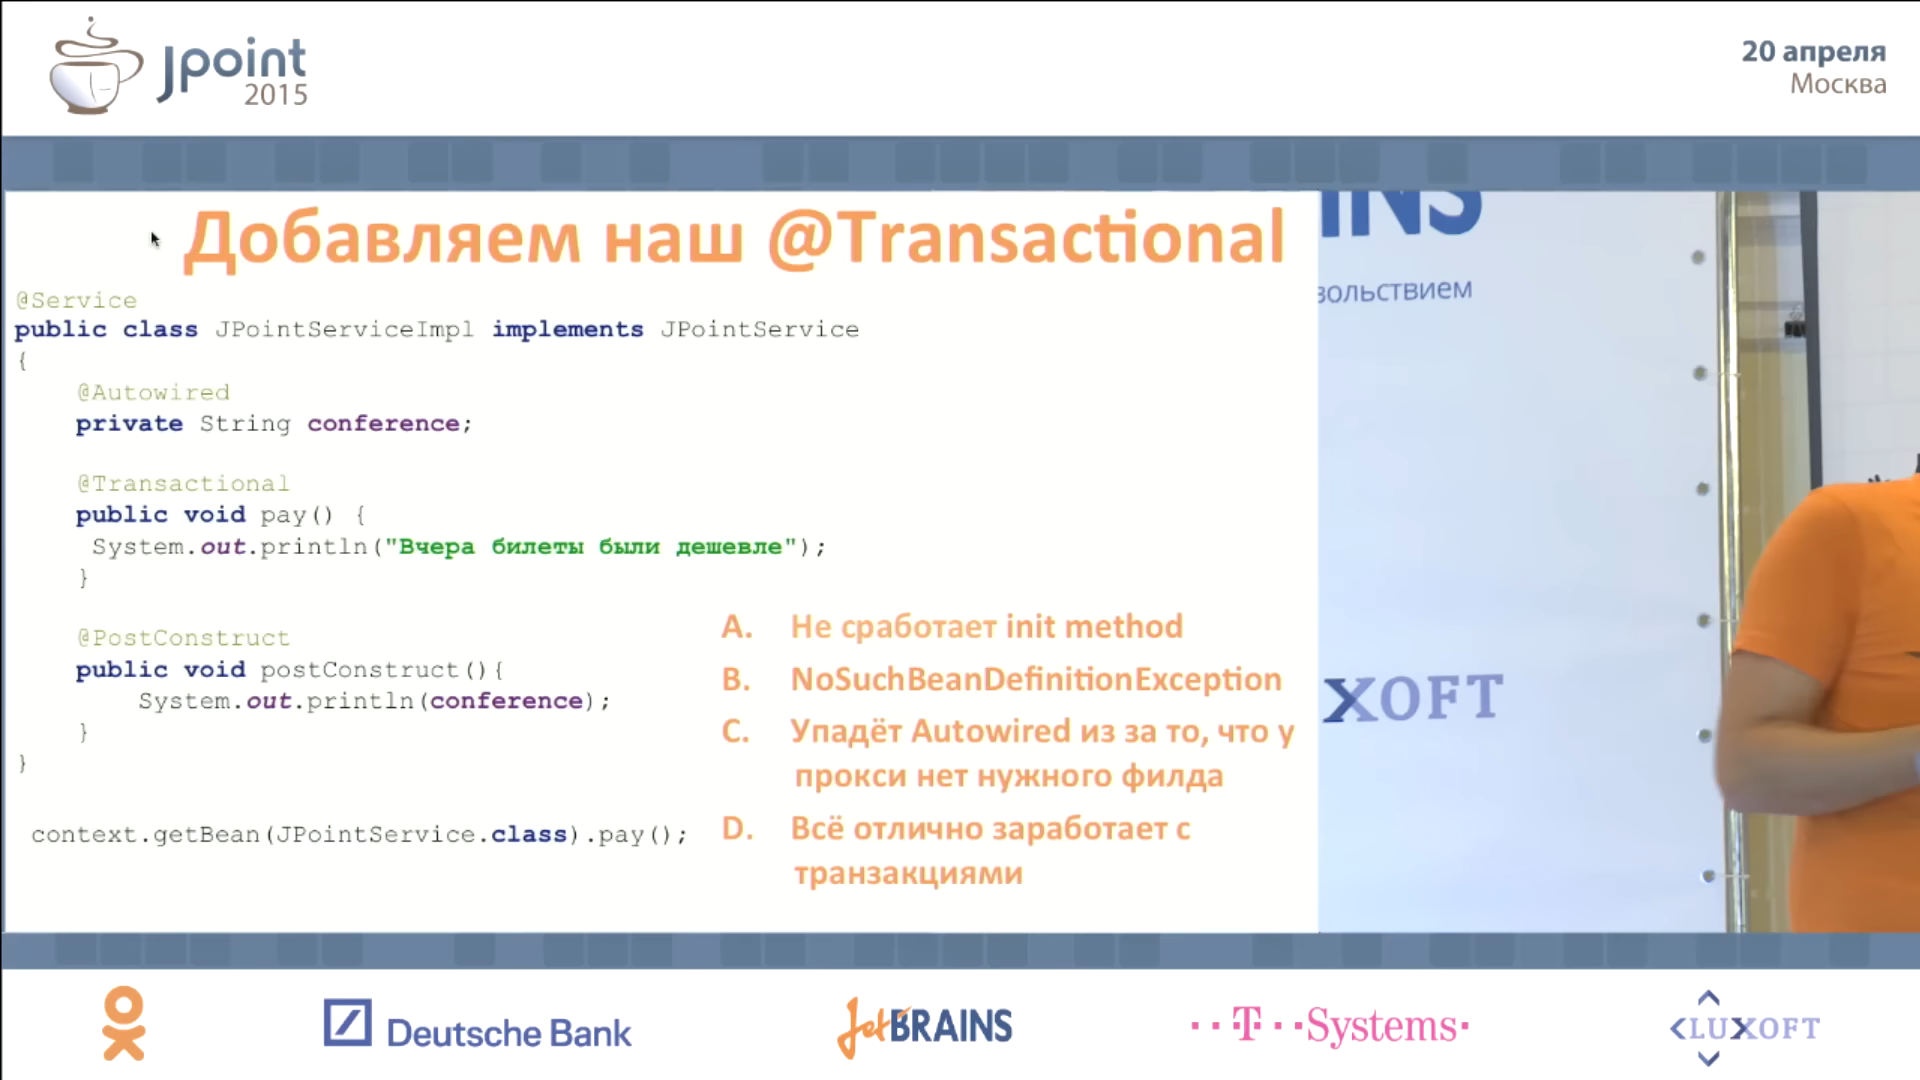 Jpoint
2015
20 апреля
Москва
Добавляем наш @Transactional
@Service
public class JPointServiceImpl implements JPointService
{
@Autowired
private String conference;
@Transactional
public void pay() {
System.out.println("Вчера билеты были дешевле");
}
@PostConstruct
public void postConstruct(){
System.out.println(conference);
}
}
context.getBean(JPointService.class).pay();
A. Не сработает init method
B. NoSuchBeanDefinitionException
C. Упадёт Autowired из за то, что у
прокси нет нужного филда
D. Всё отлично заработает с
транзакциями
INS
вольствием
XOFT
Deutsche Bank
JetBRAINS
T Systems
LUXOFT